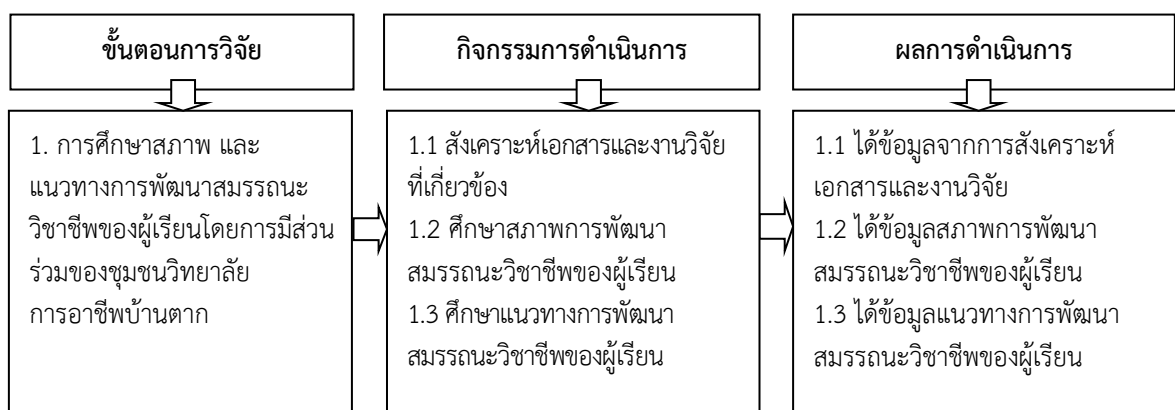 ขั้นตอนการวิจัย
กิจกรรมการดำเนินการ
ผลการดำเนินการ
1. การศึกษาสภาพ และ
แนวทางการพัฒนาสมรรถนะ
วิชาชีพของผู้เรียนโดยการมีส่วน
ร่วมของชุมชนวิทยาลัย
การอาชีพบ้านตาก
1.1 สังเคราะห์เอกสารและงานวิจัย
ที่เกี่ยวข้อง
1.2 ศึกษาสภาพการพัฒนา
สมรรถนะวิชาชีพของผู้เรียน
1.3 ศึกษาแนวทางการพัฒนา
สมรรถนะวิชาชีพของผู้เรียน
1.1 ได้ข้อมูลจากการสังเคราะห์
เอกสารและงานวิจัย
1.2 ได้ข้อมูลสภาพการพัฒนา
สมรรถนะวิชาชีพของผู้เรียน
1.3 ได้ข้อมูลแนวทางการพัฒนา
สมรรถนะวิชาชีพของผู้เรียน